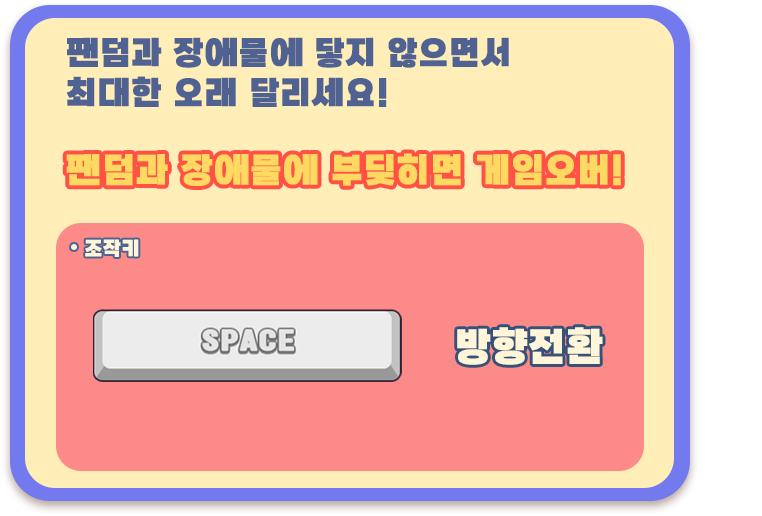 팬덤과 장애물에 닿지 않으면서
최대한 오래 달리세요!
팬덤과 장애물에 부딪히면 게임오버!
• 조작키
SPACE
방향전환